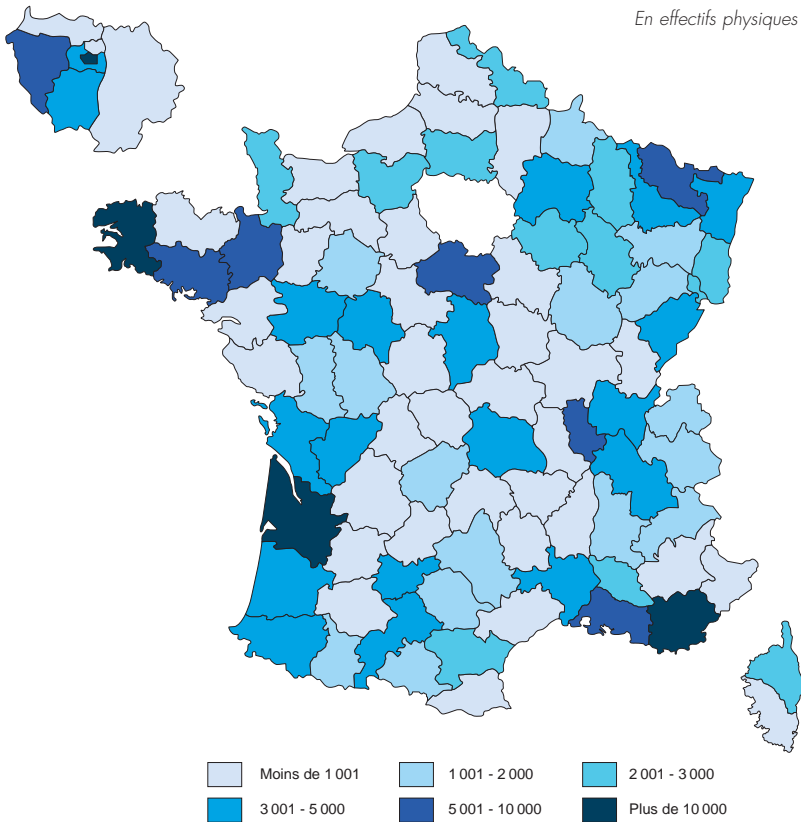 En effectifs physiques
Moins de 1 001
1 001 - 2 000
2 001 - 3 000
3 001 - 5 000
5 001 - 10 000
Plus de 10 000